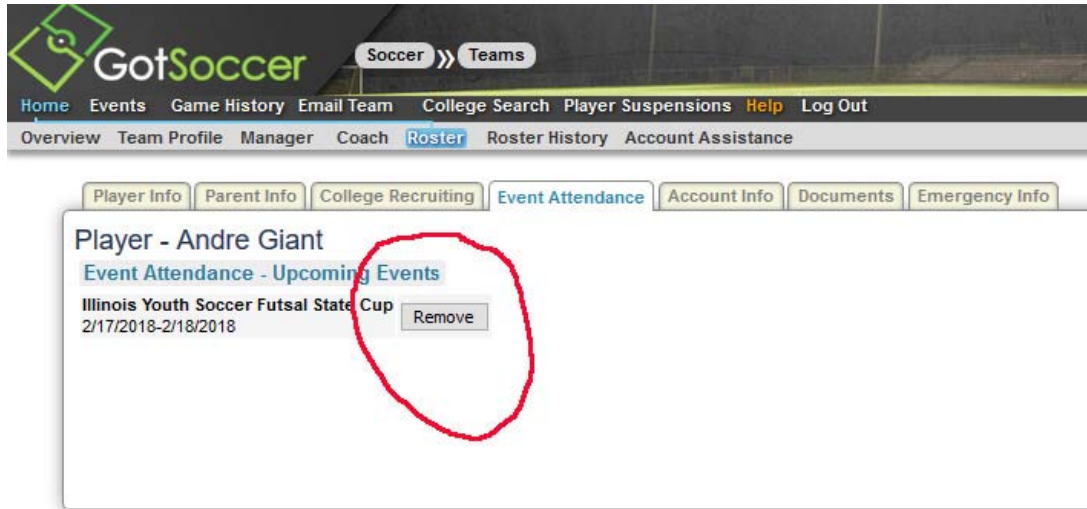 GotSoccer
Soccer » Teams
Home Events Game History Email Team College Search Player Suspensions Help Log Out
Overview Team Profile Manager Coach Roster Roster History Account Assistance
Player Info Parent Info College Recruiting Event Attendance Account Info Documents Emergency Info
Player - Andre Giant
Event Attendance - Upcoming Events
Illinois Youth Soccer Futsal State Cup
2/17/2018-2/18/2018
Remove